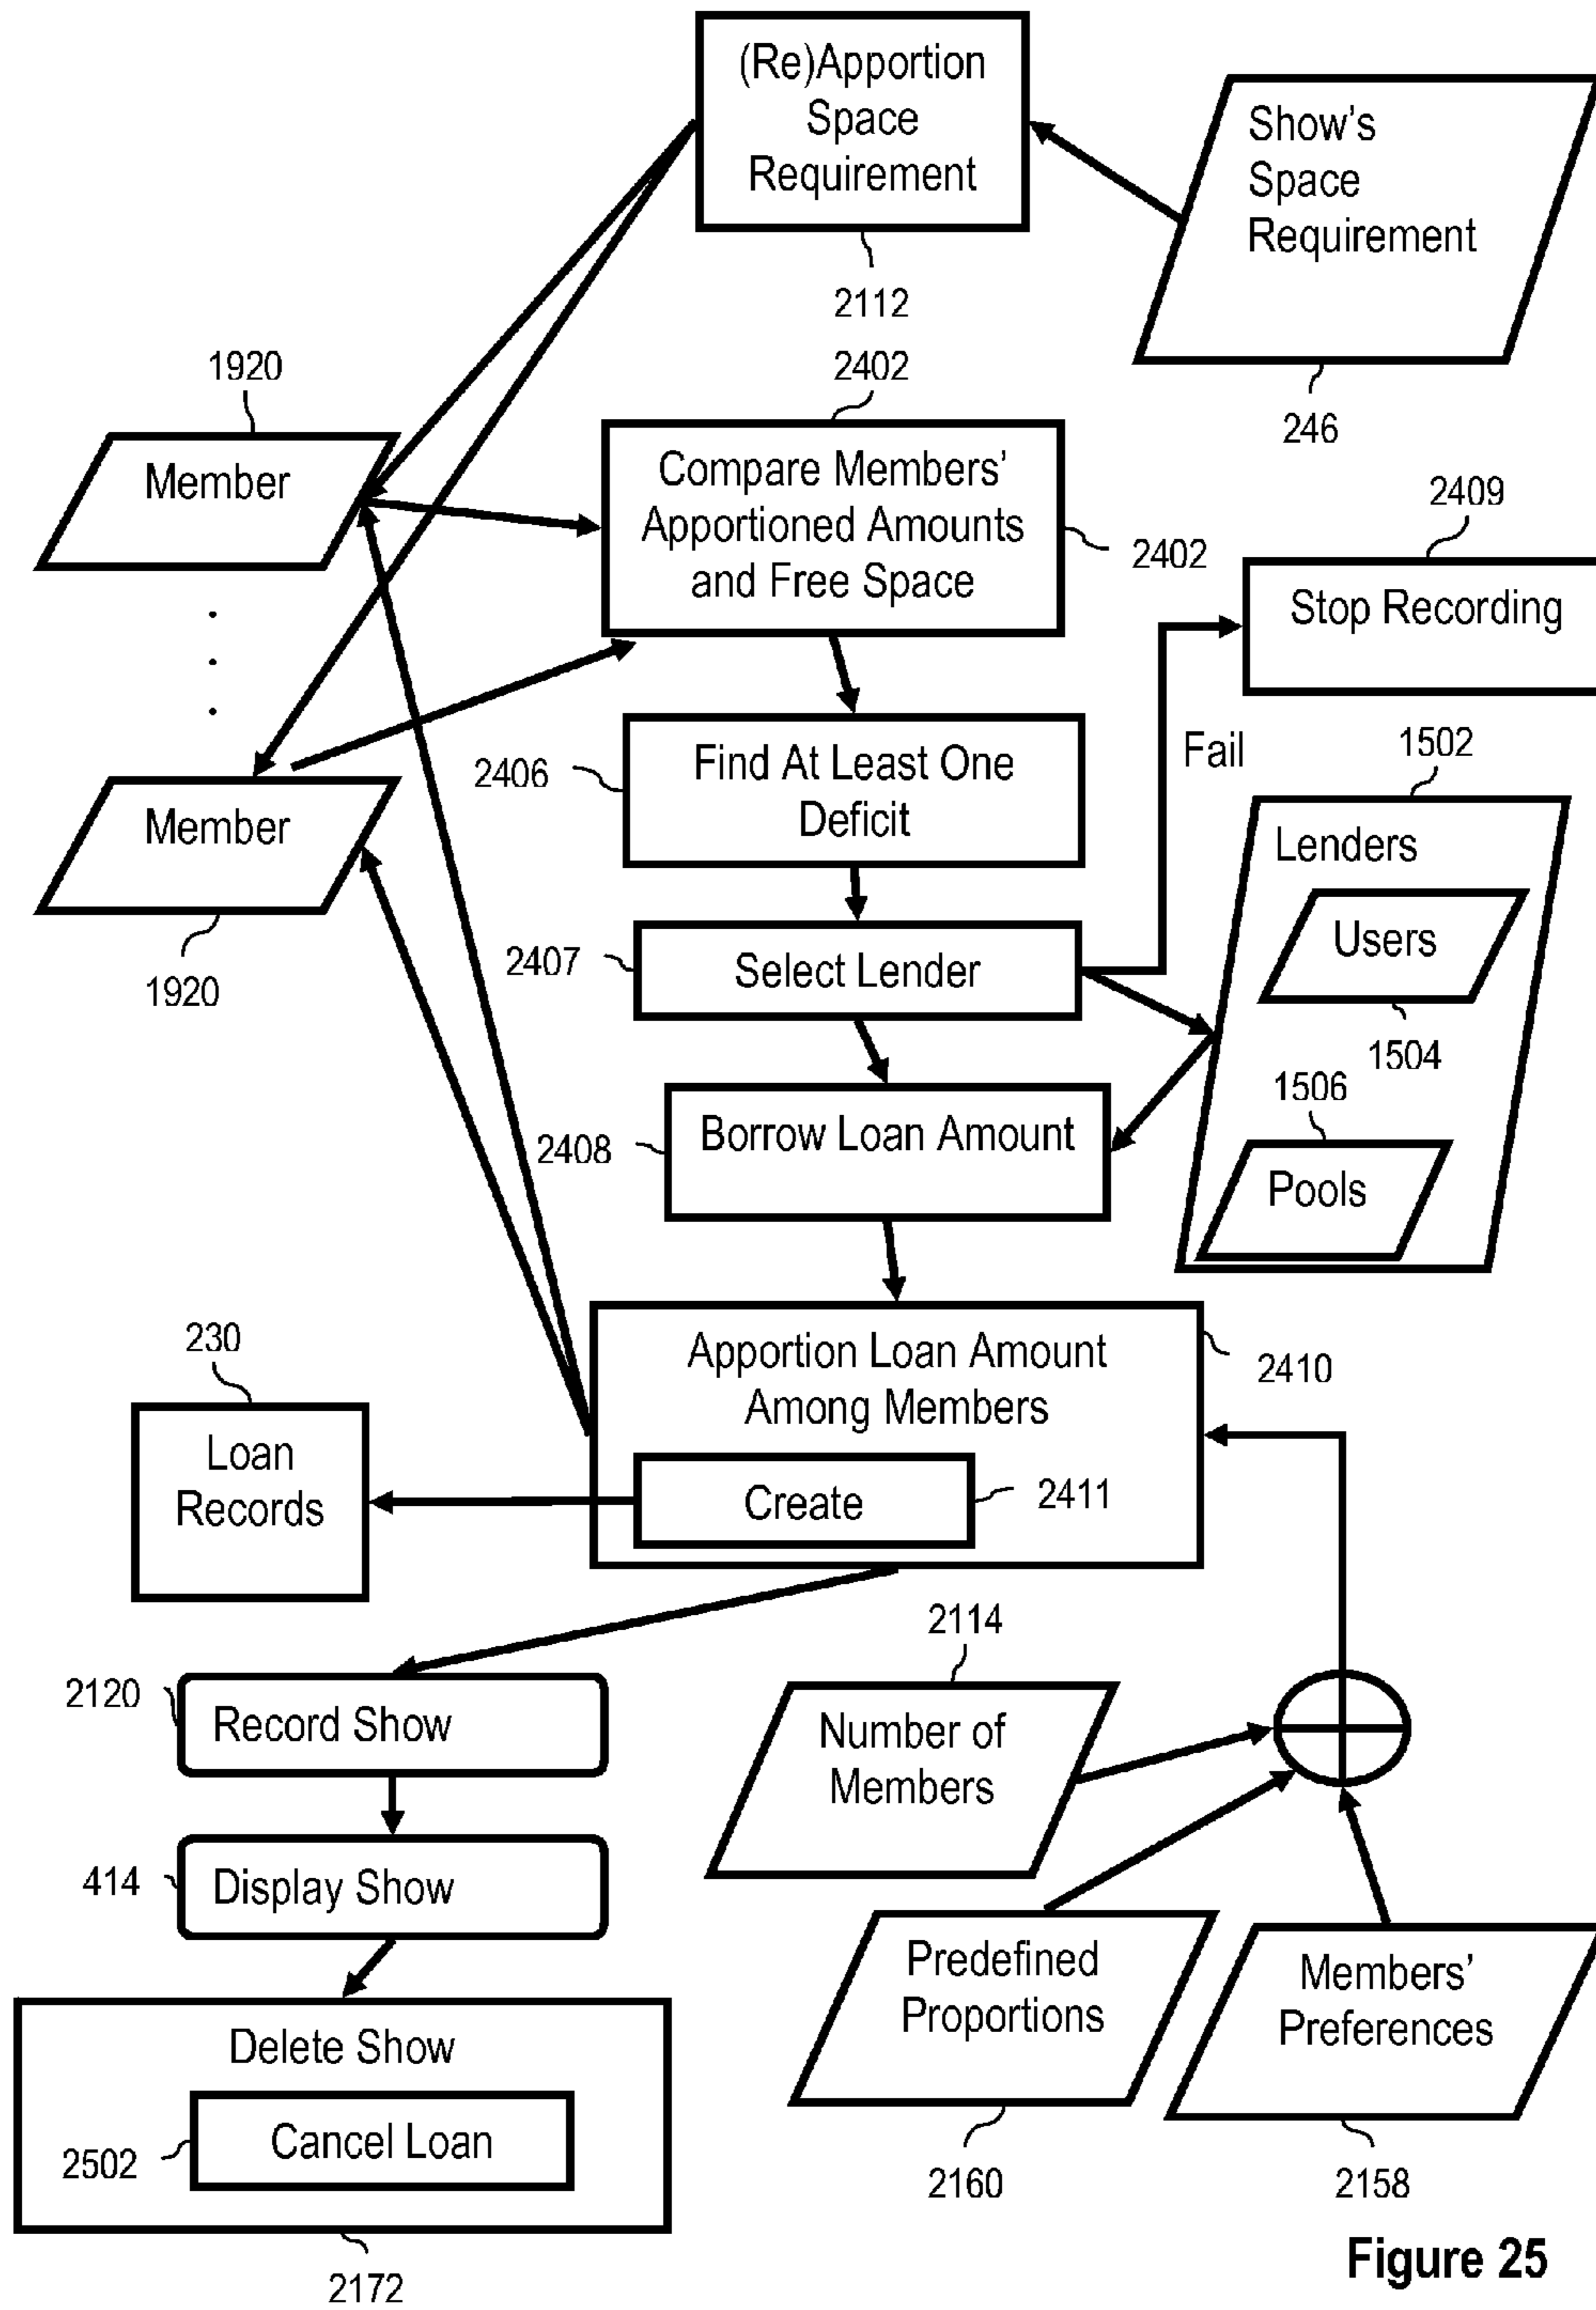 (Re)Apportion
Space
Requirement
2112
Show's
Space
Requirement
246
1920
Member
2402
Compare Members'
Apportioned Amounts
and Free Space
2402
2409
Stop Recording
.
.
.
Member
1920
2406
Find At Least One
Deficit
Fail
1502
Lenders
Users
1504
1506
Pools
2407
Select Lender
2408
Borrow Loan Amount
230
Loan
Records
Apportion Loan Amount
Among Members
2410
Create
2411
2120
Record Show
414
Display Show
Delete Show
2502
Cancel Loan
2172
2114
Number of
Members
Predefined
Proportions
2160
Members'
Preferences
2158
Figure 25